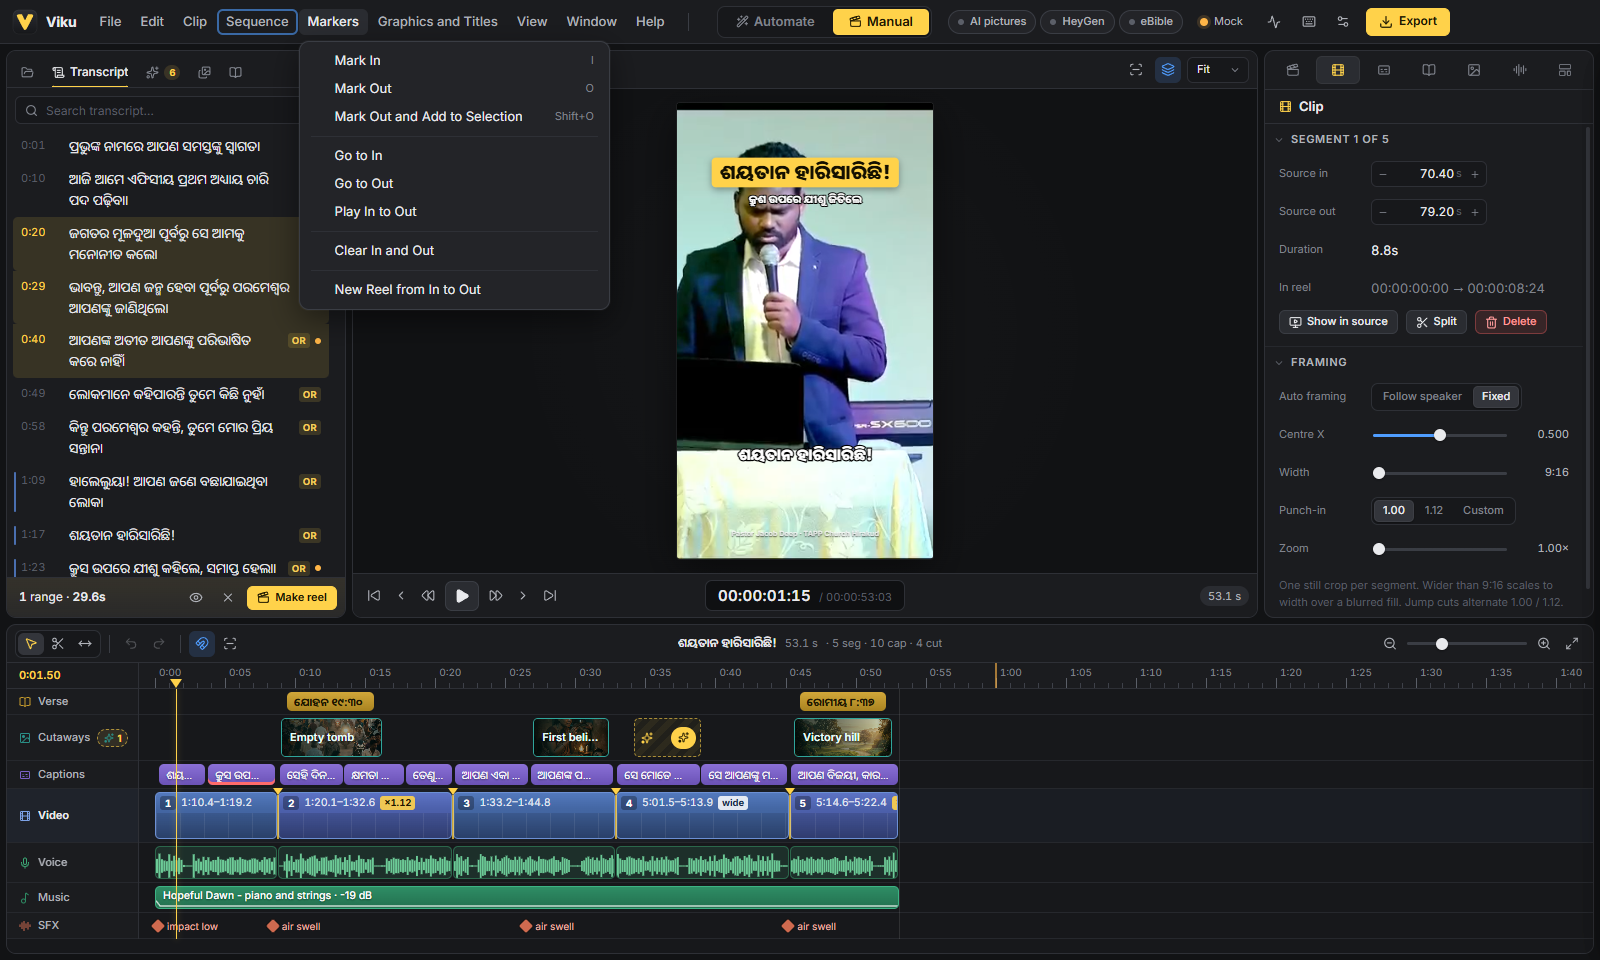 Viku File Edit Clip Sequence Markers Graphics and Titles View Window Help Automate Manual AI pictures HeyGen eBible Mock Export
Transcript 6
Search transcript...
0:01 ପ୍ରଭୁଙ୍କ ନାମରେ ଆପଣ ସମସ୍ତଙ୍କୁ ସ୍ୱାଗତ।
0:10 ଆଜି ଆମେ ଏଫିସୀୟ ପ୍ରଥମ ଅଧ୍ୟାୟ ଚାରି
ପଦ ପଢ଼ିବା।
0:20 ଜଗତର ମୂଳଦୁଆ ପୂର୍ବରୁ ସେ ଆମକୁ
ମନୋନୀତ କଲେ।
0:29 ଭାବନ୍ତୁ, ଆପଣ ଜନ୍ମ ହେବା ପୂର୍ବରୁ ପରମେଶ୍ୱର
ଆପଣଙ୍କୁ ଜାଣିଥିଲେ।
0:40 ଆପଣଙ୍କ ଅତୀତ ଆପଣଙ୍କୁ ପରିଭାଷିତ OR
କରେ ନାହିଁ।
0:49 ଲୋକମାନେ କହିପାରନ୍ତି ତୁମେ କିଛି ନୁହଁ। OR
0:58 କିନ୍ତୁ ପରମେଶ୍ୱର କହନ୍ତି, ତୁମେ ମୋର ପ୍ରିୟ OR
ସନ୍ତାନ।
1:09 ହାଲେଲୁୟା! ଆପଣ ଜଣେ ବଛାଯାଇଥିବା OR
ଲୋକ।
1:17 ଶୟତାନ ହାରିସାରିଛି! OR
1:23 କ୍ରୁସ ଉପରେ ଯୀଶୁ କହିଲେ, ସମାପ୍ତ ହେଲା। OR
1 range · 29.6s Make reel
Mark In I
Mark Out O
Mark Out and Add to Selection Shift+O
Go to In
Go to Out
Play In to Out
Clear In and Out
New Reel from In to Out
Fit
ଶୟତାନ ହାରିସାରିଛି!
କ୍ରୁଶ ଉପରେ ଯୀଶୁ ଜିତିଲେ
SX600
ଶୟତାନ ହାରିସାରିଛି!
00:00:01:15 / 00:00:53:03
53.1 s
Clip
SEGMENT 1 OF 5
Source in − 70.40 s +
Source out − 79.20 s +
Duration 8.8s
In reel 00:00:00:00 → 00:00:08:24
Show in source Split Delete
FRAMING
Auto framing Follow speaker Fixed
Centre X 0.500
Width 9:16
Punch-in 1.00 1.12 Custom
Zoom 1.00×
One still crop per segment. Wider than 9:16 scales to
width over a blurred fill. Jump cuts alternate 1.00 / 1.12.
ଶୟତାନ ହାରିସାରିଛି! 53.1 s · 5 seg · 10 cap · 4 cut
0:01.50 0:00 0:05 0:10 0:15 0:20 0:25 0:30 0:35 0:40 0:45 0:50 0:55 1:00 1:05 1:10 1:15 1:20 1:25 1:30 1:35 1:40
Verse ଯୋହନ ୧୯:୩୦ ରୋମୀୟ ୮:୩୭
Cutaways 1 Empty tomb First beli... Victory hill
Captions ଶୟ... କ୍ରୁସ ଉପ... ସେହି ଦିନ... କ୍ଷମତା ... ତେଣୁ... ଆପଣ ଏକା ... ଆପଣଙ୍କ ପ... ସେ ମୋତେ ... ସେ ଆପଣଙ୍କୁ ମ... ଆପଣ ବିଜୟୀ, କାର...
Video 1 1:10.4–1:19.2 2 1:20.1–1:32.6 ×1.12 3 1:33.2–1:44.8 4 5:01.5–5:13.9 wide 5 5:14.6–5:22.4
Voice
Music Hopeful Dawn - piano and strings · -19 dB
SFX impact low air swell air swell air swell